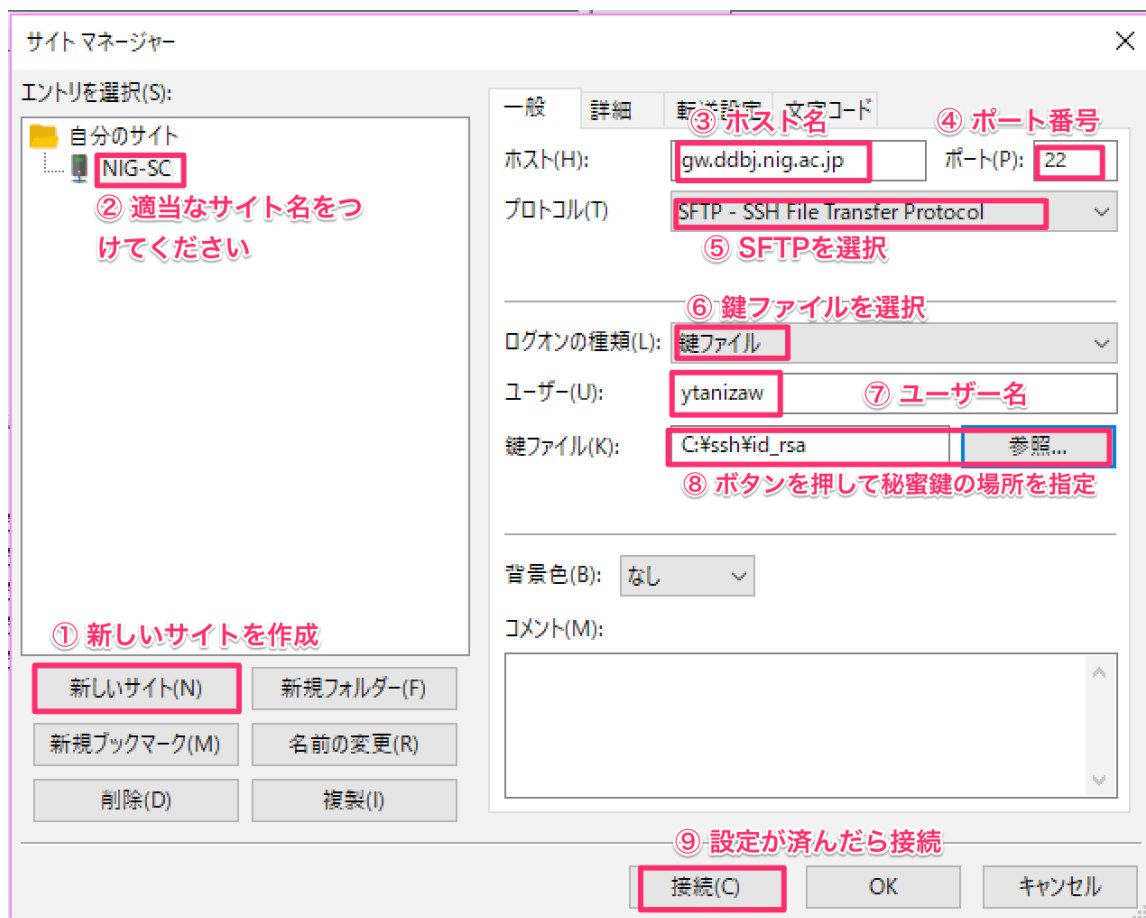 サイト マネージャー
エントリを選択(S):
自分のサイト
NIG-SC
② 適当なサイト名をつ
けてください
① 新しいサイトを作成
新しいサイト(N)
新規フォルダー(F)
新規ブックマーク(M)
名前の変更(R)
削除(D)
複製(I)
一般
詳細
転送設定
文字コード
③ ホスト名
④ ポート番号
ホスト(H):
gw.ddbj.nig.ac.jp
ポート(P):
22
プロトコル(T)
SFTP - SSH File Transfer Protocol
⑤ SFTPを選択
⑥ 鍵ファイルを選択
ログオンの種類(L):
鍵ファイル
ユーザー(U):
ytanizaw
⑦ ユーザー名
鍵ファイル(K):
C:¥ssh¥id_rsa
参照...
⑧ ボタンを押して秘蜜鍵の場所を指定
背景色(B):
なし
コメント(M):
⑨ 設定が済んだら接続
接続(C)
OK
キャンセル